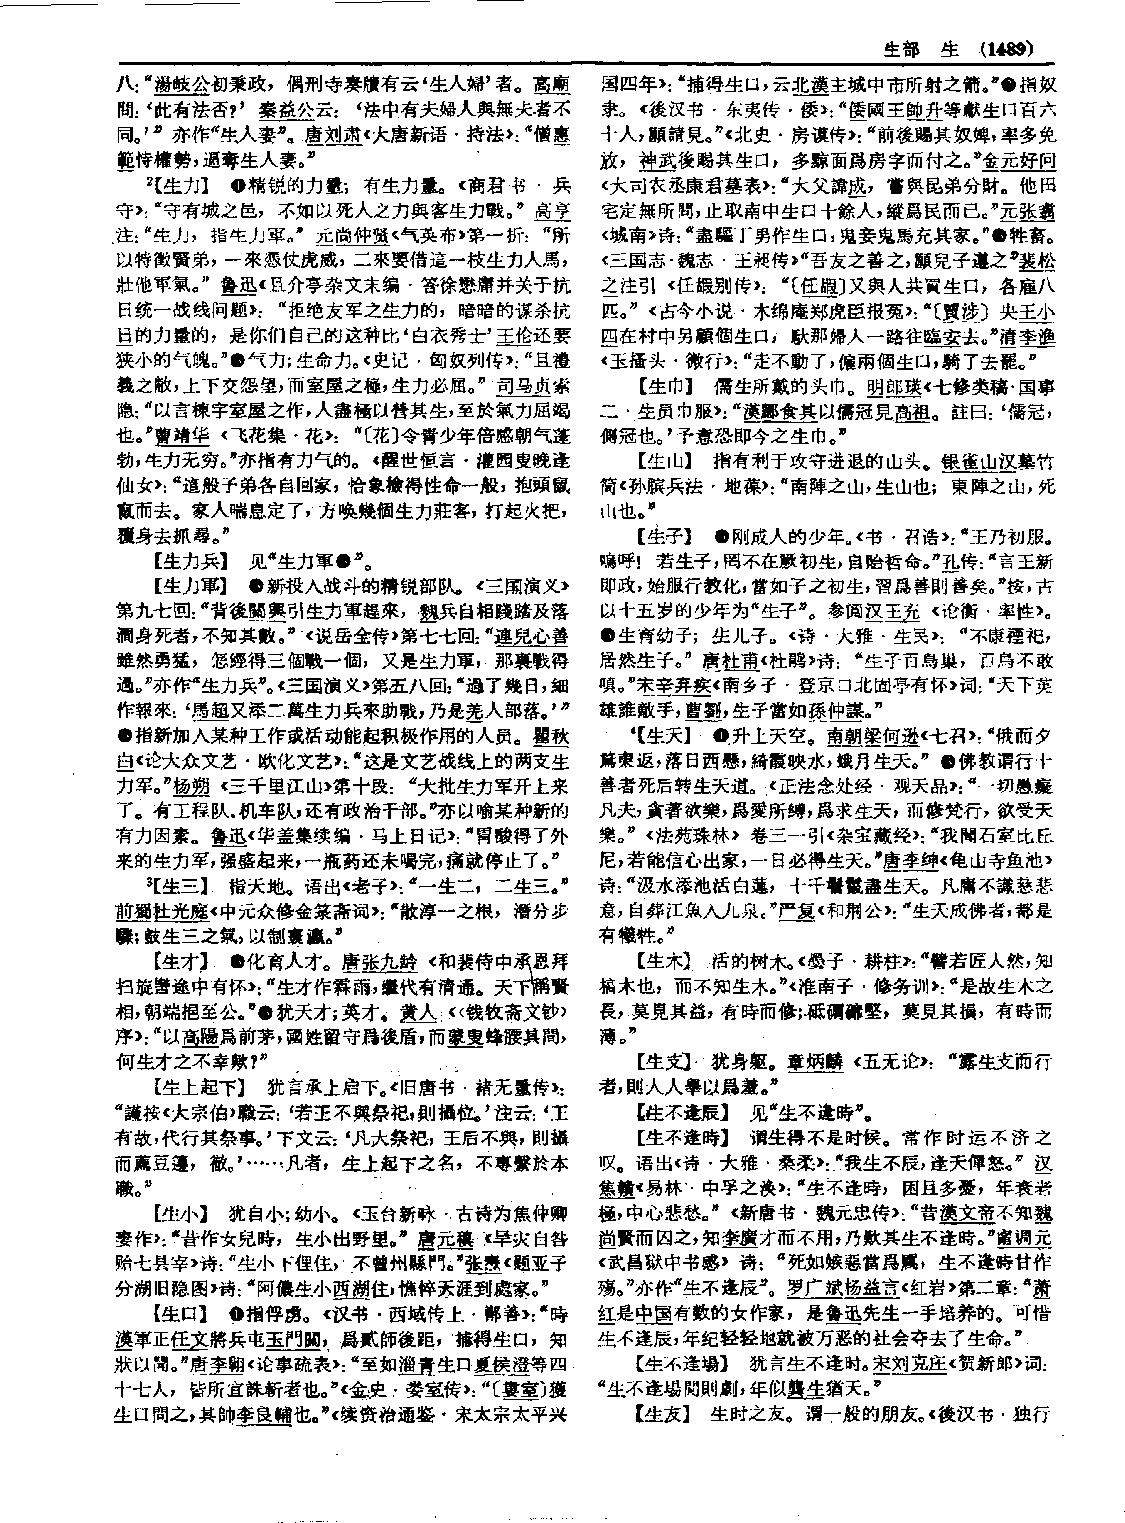 生部　生　(1489)
八：“湯岐公初秉政，偶刑寺奏牘有云‘生人婦’者。高廟
問：‘此有法否？’秦益公云：‘法中有夫婦人與無夫者不
同。’”亦作“生人妻”。唐刘肃《大唐新语·持法》：“僧惠
範恃權勢，逼奪生人妻。”
2【生力】　❶精锐的力量；有生力量。《商君书·兵
守》：“守有城之邑，不如以死人之力與客生力戰。”高亨
注：“生力，指生力軍。”元尚仲贤《气英布》第一折：“所
以特徵賢弟，一來憑仗虎威，二來要借這一枝生力人馬，
壯他軍氣。”鲁迅《且介亭杂文末编·答徐懋庸并关于抗
日统一战线问题》：“拒绝友军之生力的，暗暗的谋杀抗
日的力量的，是你们自己的这种比‘白衣秀士’王伦还要
狭小的气魄。”❷气力；生命力。《史记·匈奴列传》：“且禮
義之敝，上下交怨望，而室屋之極，生力必屈。”司马贞索
隐：“以言棟宇室屋之作，人盡極以營其生，至於氣力屈竭
也。”曹靖华《飞花集·花》：“〔花〕令青少年倍感朝气蓬
勃，生力无穷。”亦指有力气的。《醒世恒言·灌园叟晚逢
仙女》：“這般子弟各自回家，恰象檢得性命一般，抱頭鼠
竄而去。家人喘息定了，方唤幾個生力莊客，打起火把，
覆身去抓尋。”
【生力兵】　见“生力軍❶”。
【生力軍】　❶新投入战斗的精锐部队。《三国演义》
第九七回：“背後關興引生力軍趕來，魏兵自相踐踏及落
澗身死者，不知其數。”《说岳全传》第七七回：“連兒心善
雖然勇猛，怎經得三個戰一個，又是生力軍，那裏戰得
過。”亦作“生力兵”。《三国演义》第五八回：“過了幾日，細
作報來：‘馬超又添二萬生力兵來助戰，乃是羌人部落。’”
❷指新加入某种工作或活动能起积极作用的人员。瞿秋
白《论大众文艺·欧化文艺》：“这是文艺战线上的两支生
力军。”杨朔《三千里江山》第十段：“大批生力军开上来
了。有工程队、机车队，还有政治干部。”亦以喻某种新的
有力因素。鲁迅《华盖集续编·马上日记》：“胃酸得了外
来的生力军，强盛起来，一瓶药还未喝完，痛就停止了。”
3【生三】　指天地。语出《老子》：“一生二，二生三。”
前蜀杜光庭《中元众修金箓斋词》：“散淳一之根，潛分步
驟；鼓生三之氣，以制寰瀛。”
【生才】　❶化育人才。唐张九龄《和裴侍中承恩拜
扫旋辔途中有怀》：“生才作霖雨，繼代有清通。天下稱賢
相，朝端挹至公。”❷犹天才；英才。黄人《〈钱牧斋文钞〉
序》：“以高陽爲前茅，國姓留守爲後盾，而蒙叟蜂腰其間，
何生才之不幸歟？”
【生上起下】　犹言承上启下。《旧唐书·褚无量传》：
“謹按《大宗伯》職云：‘若王不與祭祀，則攝位。’注云：‘王
有故，代行其祭事。’下文云：‘凡大祭祀，王后不與，則攝
而薦豆籩，徹。’……凡者，生上起下之名，不專繫於本
職。”
【生小】　犹自小；幼小。《玉台新咏·古诗为焦仲卿
妻作》：“昔作女兒時，生小出野里。”唐元稹《旱灾自咎
贻七县宰》诗：“生小下俚住，不曾州縣門。”张焘《题亚子
分湖旧隐图》诗：“阿儂生小西湖住，憔悴天涯到處家。”
【生口】　❶指俘虏。《汉书·西域传上·鄯善》：“時
漢軍正任文將兵屯玉門關，爲貳師後距，捕得生口，知
狀以聞。”唐李翱《论事疏表》：“至如淄青生口夏侯澄等四
十七人，皆所宜誅斬者也。”《金史·娄室传》：“〔婁室〕獲
生口問之，其帥李良輔也。”《续资治通鉴·宋太宗太平兴
国四年》：“捕得生口，云北漢主城中市所射之箭。”❷指奴
隶。《後汉书·东夷传·倭》：“倭國王帥升等獻生口百六
十人，願請見。”《北史·房谟传》：“前後賜其奴婢，率多免
放，神武後賜其生口，多黥面爲房字而付之。”金元好问
《大司农丞康君墓表》：“大父諱成，嘗與昆弟分財。他田
宅定無所問，止取南中生口十餘人，縱爲民而已。”元张翥
《城南》诗：“盡驅丁男作生口，鬼妾鬼馬充其家。”❸牲畜。
《三国志·魏志·王昶传》“吾友之善之，願兒子遵之”裴松
之注引《任嘏别传》：“〔任嘏〕又與人共買生口，各雇八
匹。”《古今小说·木绵庵郑虎臣报冤》：“〔賈涉〕央王小
四在村中另顧個生口，馱那婦人一路往臨安去。”清李渔
《玉搔头·微行》：“走不動了，僱兩個生口，騎了去罷。”
【生巾】　儒生所戴的头巾。明郎瑛《七修类稿·国事
二·生员巾服》：“漢酈食其以儒冠見高祖。註曰：‘儒冠，
側冠也。’予意恐即今之生巾。”
【生山】　指有利于攻守进退的山头。银雀山汉墓竹
简《孙膑兵法·地葆》：“南陣之山，生山也；東陣之山，死
山也。”
【生子】　❶刚成人的少年。《书·召诰》：“王乃初服。
嗚呼！若生子，罔不在厥初生，自貽哲命。”孔传：“言王新
即政，始服行教化，當如子之初生，習爲善則善矣。”按，古
以十五岁的少年为“生子”。参阅汉王充《论衡·率性》。
❷生育幼子；生儿子。《诗·大雅·生民》：“不康禋祀，
居然生子。”唐杜甫《杜鹃》诗：“生子百鳥巢，百鳥不敢
嗔。”宋辛弃疾《南乡子·登京口北固亭有怀》词：“天下英
雄誰敵手，曹劉，生子當如孫仲謀。”
4【生天】　❶升上天空。南朝梁何逊《七召》：“俄而夕
鳶東返，落日西懸，綺霞映水，娥月生天。”❷佛教谓行十
善者死后转生天道。《正法念处经·观天品》：“一切愚癡
凡夫，貪著欲樂，爲愛所縛，爲求生天，而修梵行，欲受天
樂。”《法苑珠林》卷三一引《杂宝藏经》：“我聞石室比丘
尼，若能信心出家，一日必得生天。”唐李绅《龟山寺鱼池》
诗：“汲水添池活白蓮，十千鬐鬣盡生天。凡庸不識慈悲
意，自葬江魚入九泉。”严复《和荆公》：“生天成佛者，都是
有犧牲。”
【生木】　活的树木。《晏子·耕柱》：“譬若匠人然，知
槁木也，而不知生木。”《淮南子·修务训》：“是故生木之
長，莫見其益，有時而修；砥礪磿堅，莫見其損，有時而
薄。”
【生支】　犹身躯。章炳麟《五无论》：“露生支而行
者，則人人舉以爲羞。”
【生不逢辰】　见“生不逢時”。
【生不逢時】　谓生得不是时候。常作时运不济之
叹。语出《诗·大雅·桑柔》：“我生不辰，逢天僤怒。”汉
焦赣《易林·中孚之涣》：“生不逢時，困且多憂，年衰老
極，中心悲愁。”《新唐书·魏元忠传》：“昔漢文帝不知魏
尚賢而囚之，知李廣才而不用，乃歎其生不逢時。”甯调元
《武昌狱中书感》诗：“死如嫉惡當爲厲，生不逢時甘作
殤。”亦作“生不逢辰”。罗广斌杨益言《红岩》第二章：“萧
红是中国有数的女作家，是鲁迅先生一手培养的。可惜
生不逢辰，年纪轻轻地就被万恶的社会夺去了生命。”
【生不逢場】　犹言生不逢时。宋刘克庄《贺新郎》词：
“生不逢場閒則劇，年似龔生猶夭。”
【生友】　生时之友。谓一般的朋友。《後汉书·独行